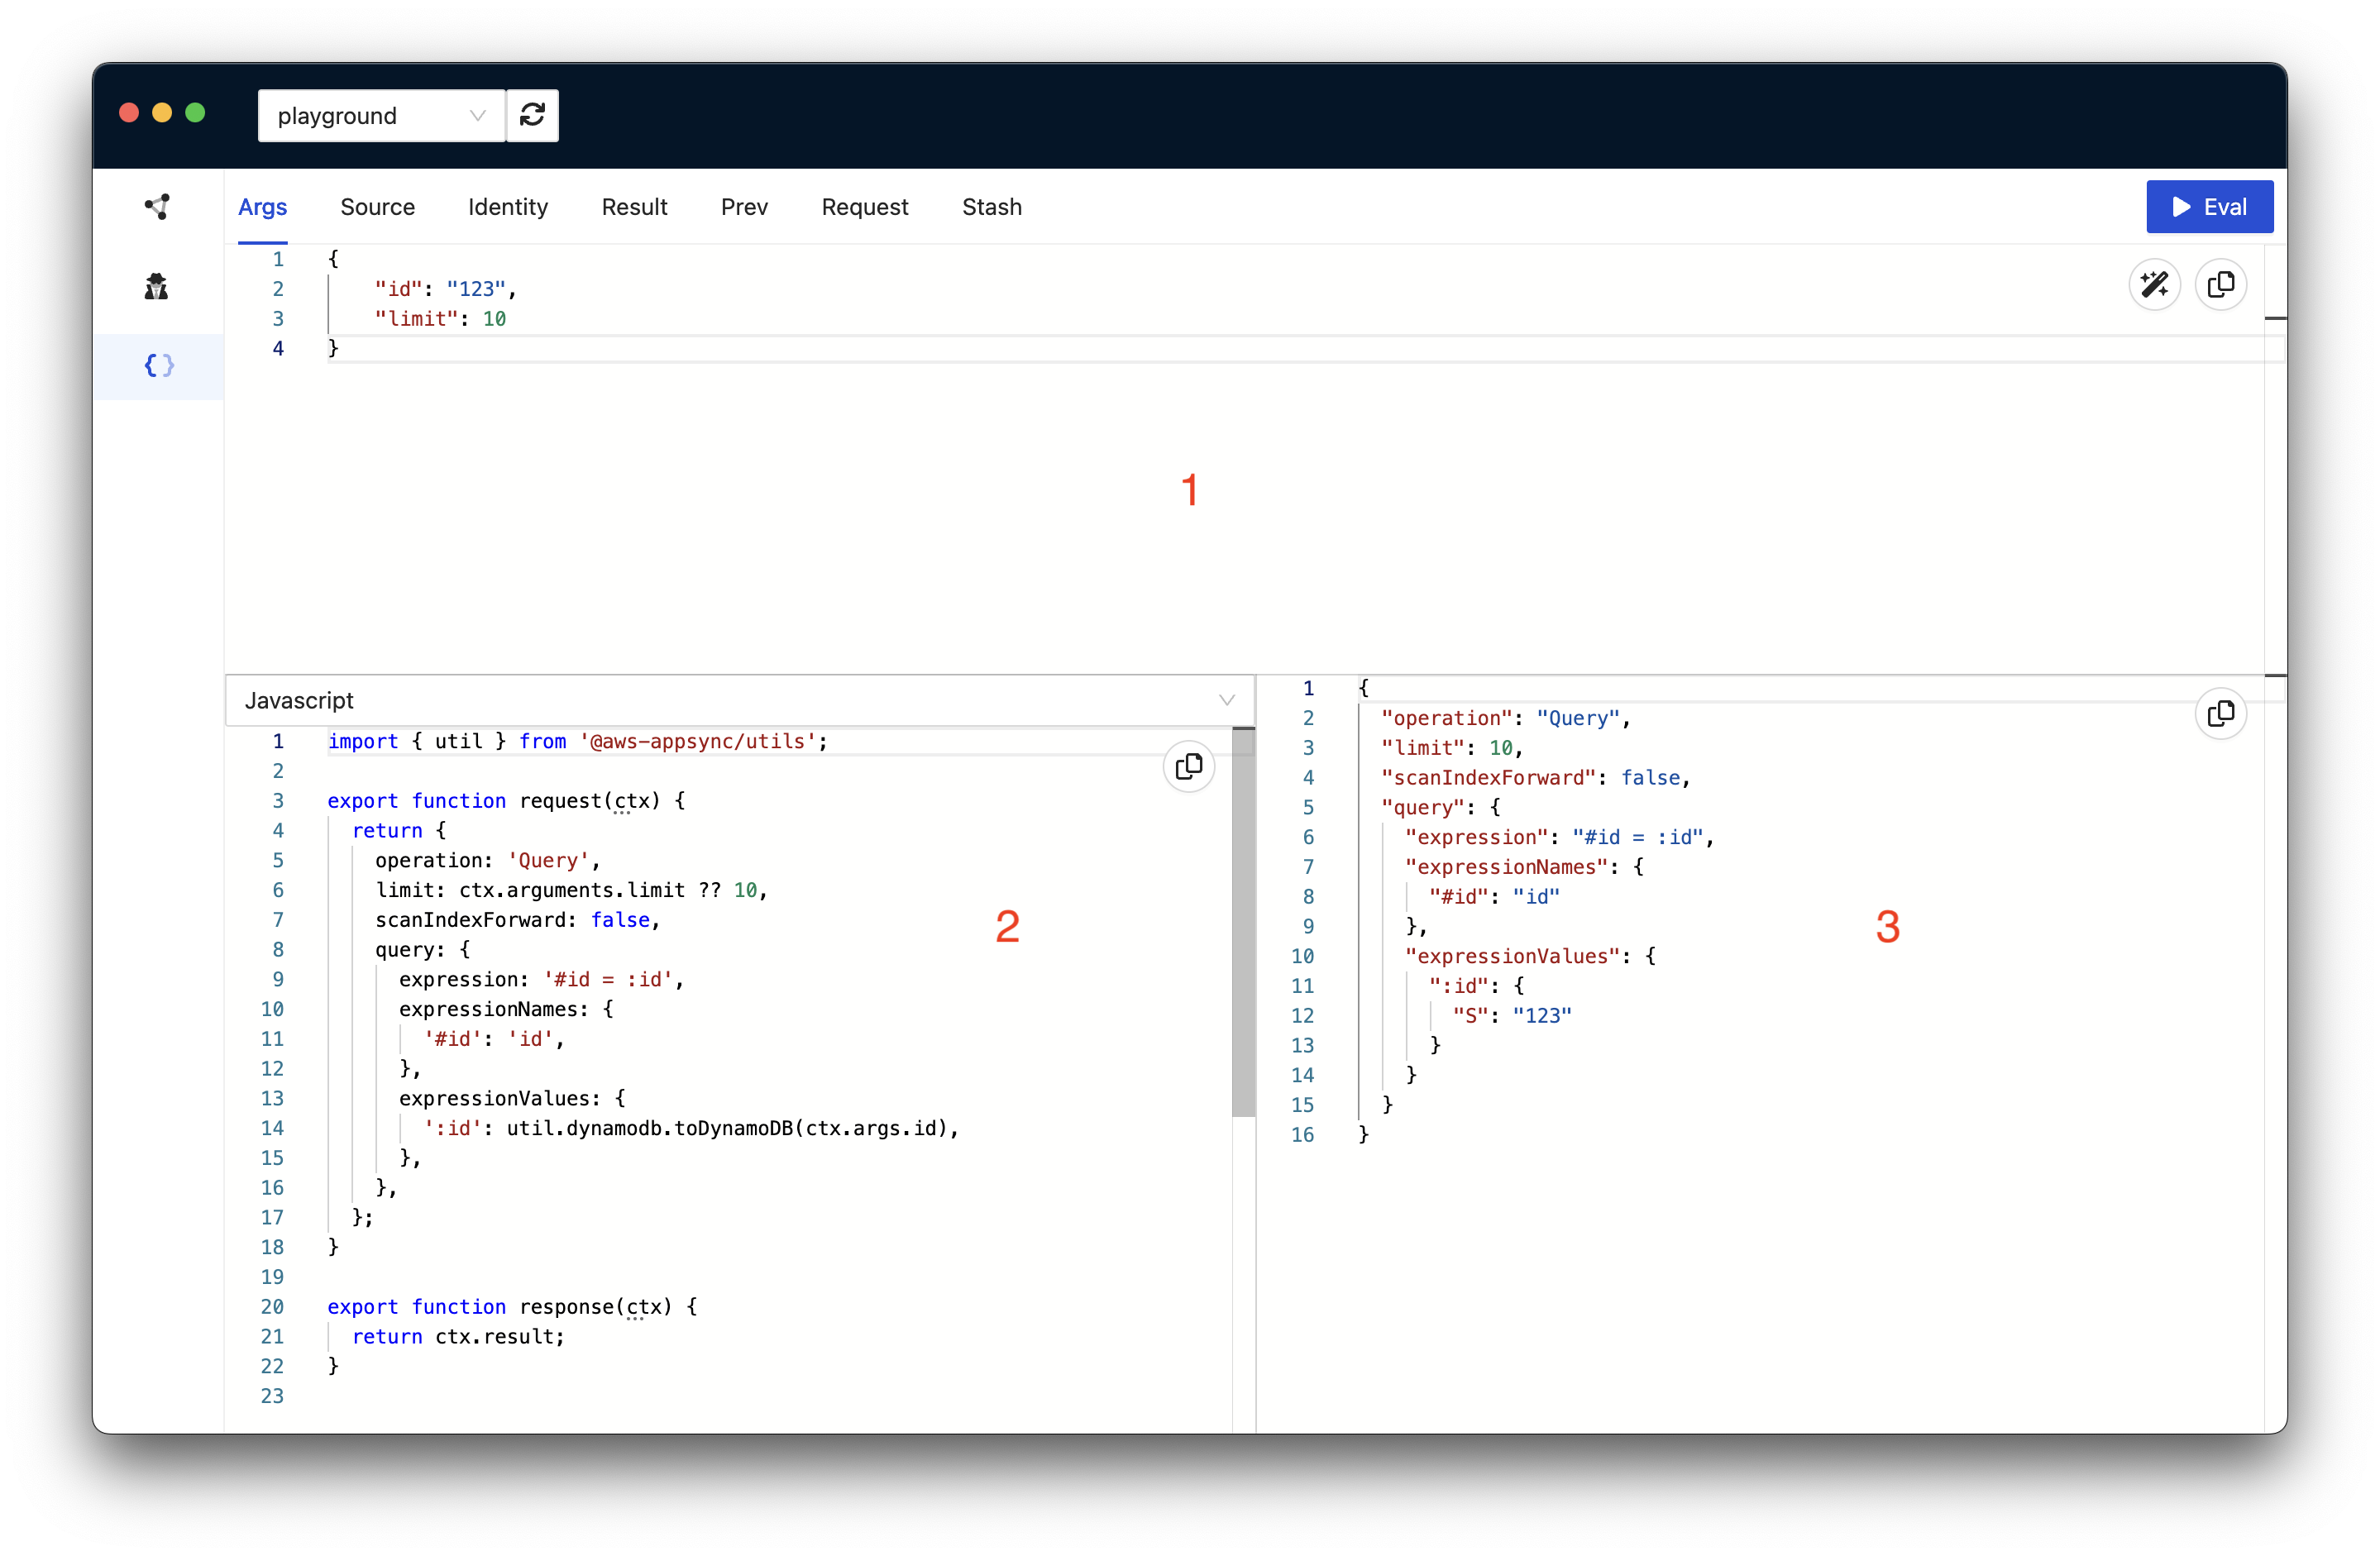 playground
Args Source Identity Result Prev Request Stash Eval
1 {
2 "id": "123",
3 "limit": 10
4 }
1
Javascript
1 import { util } from '@aws-appsync/utils';
2
3 export function request(ctx) {
4 return {
5 operation: 'Query',
6 limit: ctx.arguments.limit ?? 10,
7 scanIndexForward: false,
8 query: {
9 expression: '#id = :id',
10 expressionNames: {
11 '#id': 'id',
12 },
13 expressionValues: {
14 ':id': util.dynamodb.toDynamoDB(ctx.args.id),
15 },
16 },
17 };
18 }
19
20 export function response(ctx) {
21 return ctx.result;
22 }
23
2
1 {
2 "operation": "Query",
3 "limit": 10,
4 "scanIndexForward": false,
5 "query": {
6 "expression": "#id = :id",
7 "expressionNames": {
8 "#id": "id"
9 },
10 "expressionValues": {
11 ":id": {
12 "S": "123"
13 }
14 }
15 }
16 }
3